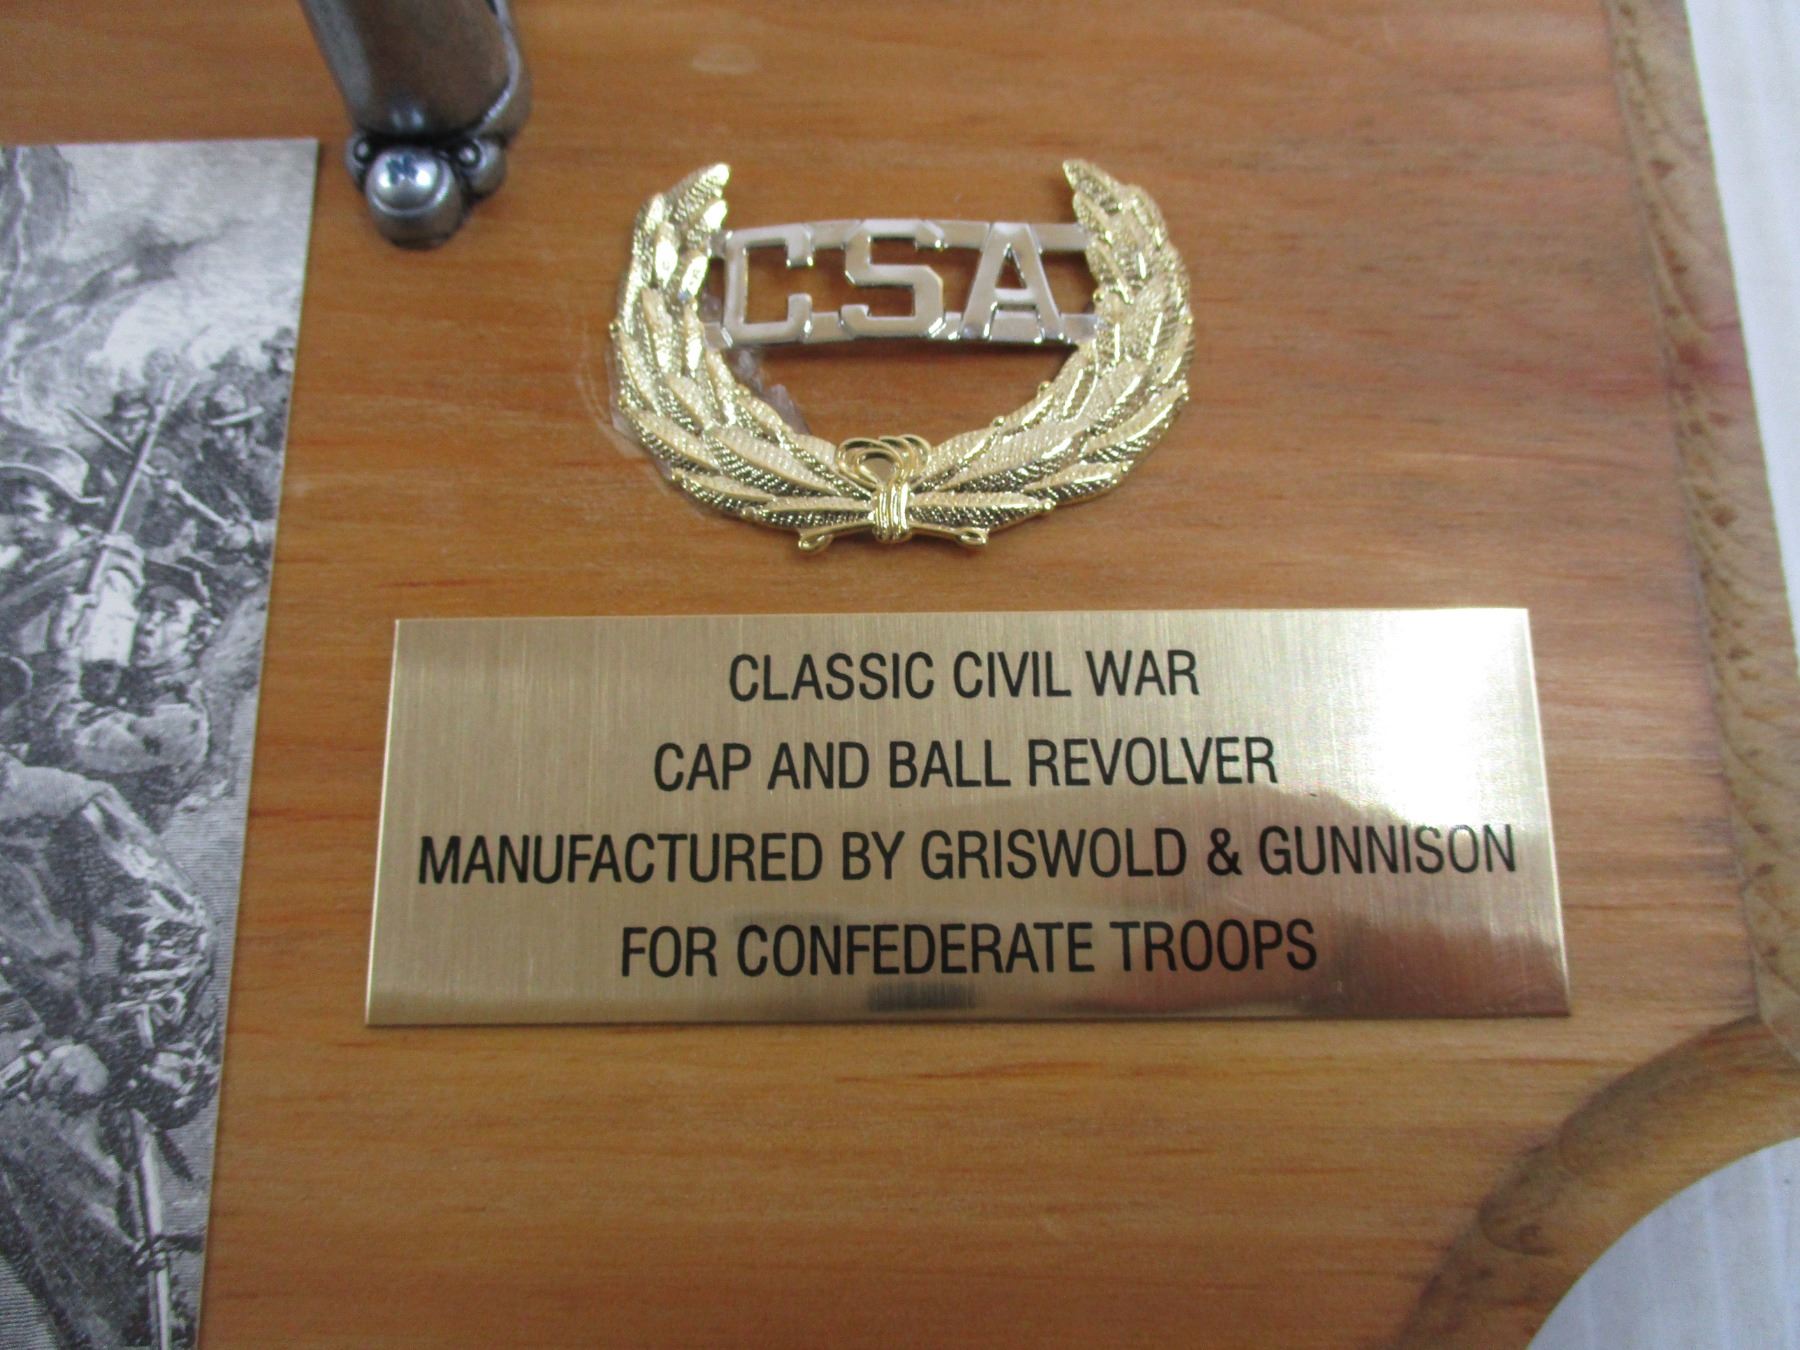 C.S.A.
CLASSIC CIVIL WAR
CAP AND BALL REVOLVER
MANUFACTURED BY GRISWOLD & GUNNISON
FOR CONFEDERATE TROOPS